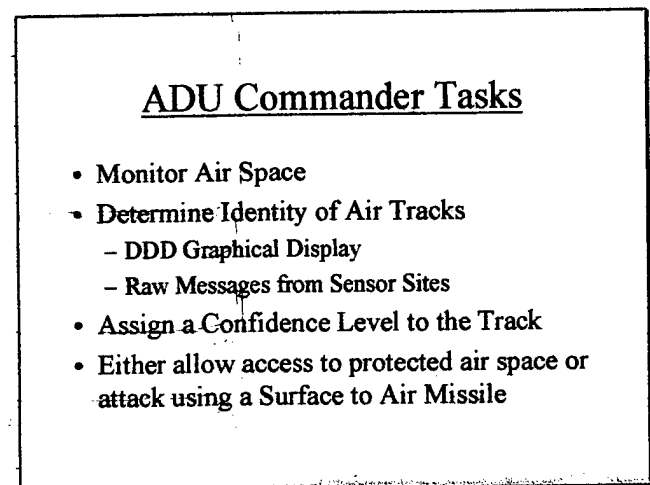 ADU Commander Tasks
• Monitor Air Space
• Determine Identity of Air Tracks
– DDD Graphical Display
– Raw Messages from Sensor Sites
• Assign a Confidence Level to the Track
• Either allow access to protected air space or
attack using a Surface to Air Missile